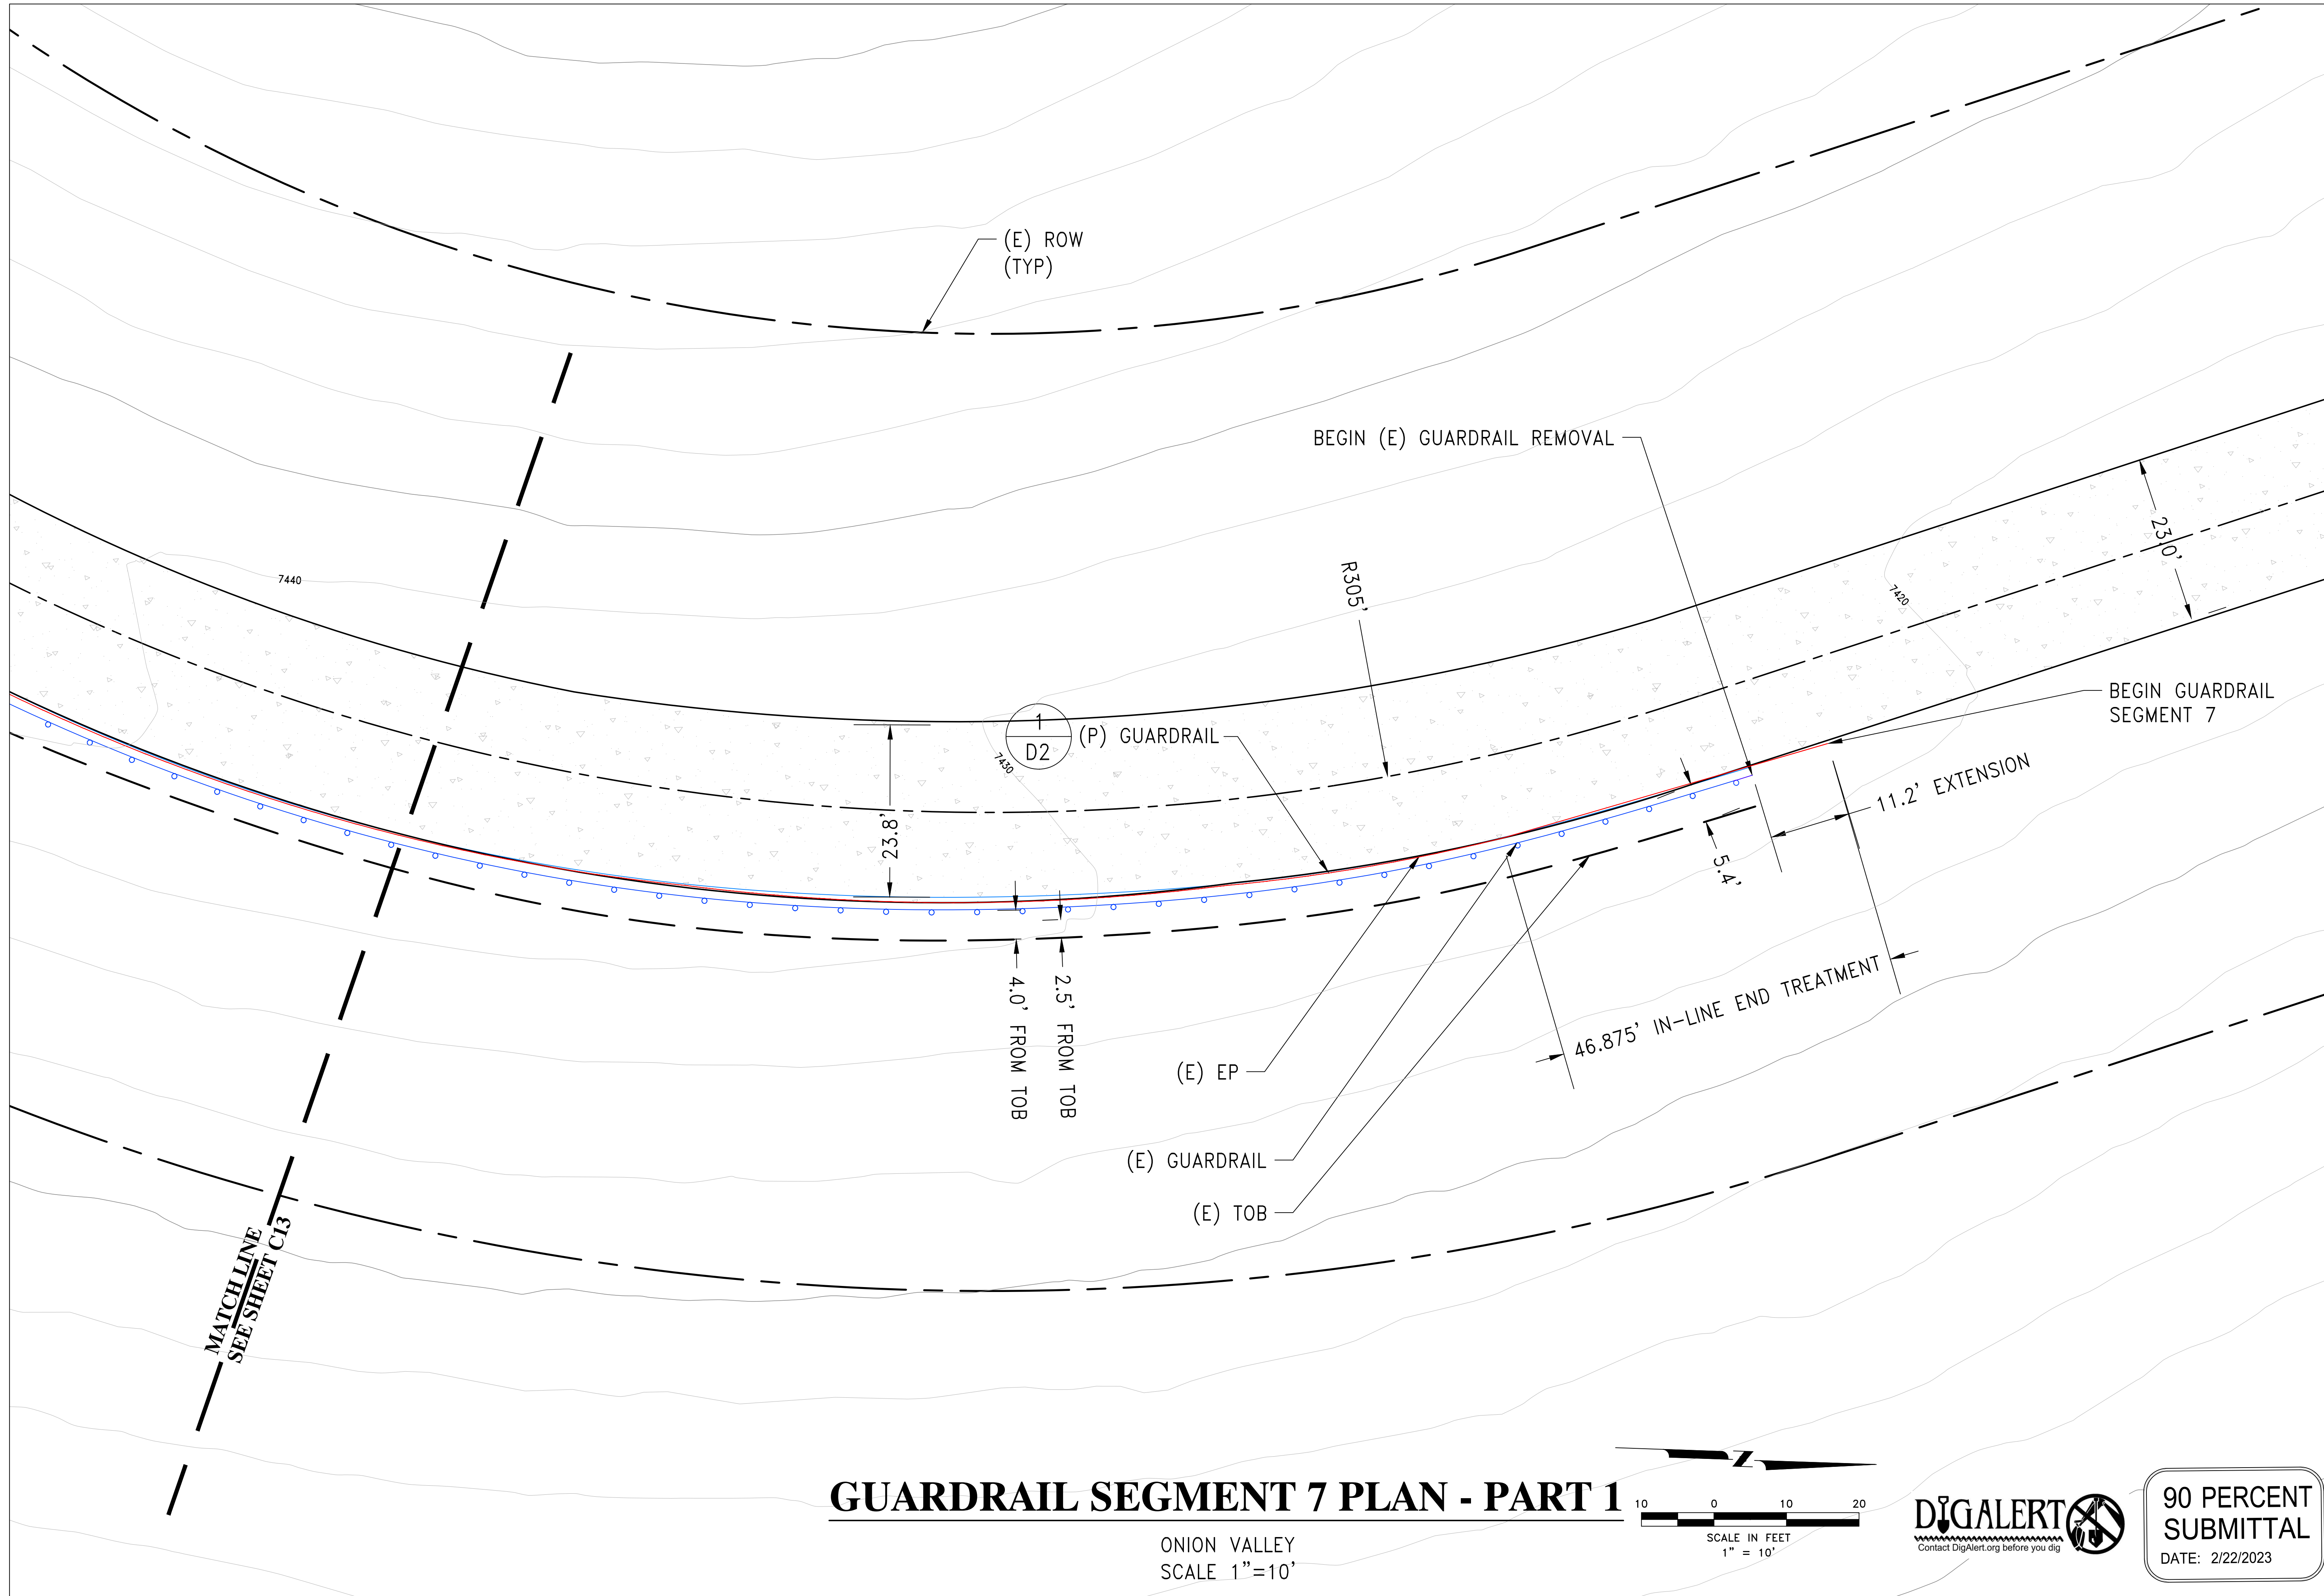 (E) ROW
(TYP)
BEGIN (E) GUARDRAIL REMOVAL
7440
R305'
23.0'
7420
BEGIN GUARDRAIL
SEGMENT 7
1
D2
(P) GUARDRAIL
7430
23.8'
11.2' EXTENSION
5.4'
4.0' FROM TOB
2.5' FROM TOB
46.875' IN-LINE END TREATMENT
(E) EP
(E) GUARDRAIL
(E) TOB
MATCH LINE
SEE SHEET C13
GUARDRAIL SEGMENT 7 PLAN - PART 1
ONION VALLEY
SCALE 1"=10'
Z
10 0 10 20
SCALE IN FEET
1" = 10'
DIGALERT
Contact DigAlert.org before you dig
90 PERCENT
SUBMITTAL
DATE: 2/22/2023